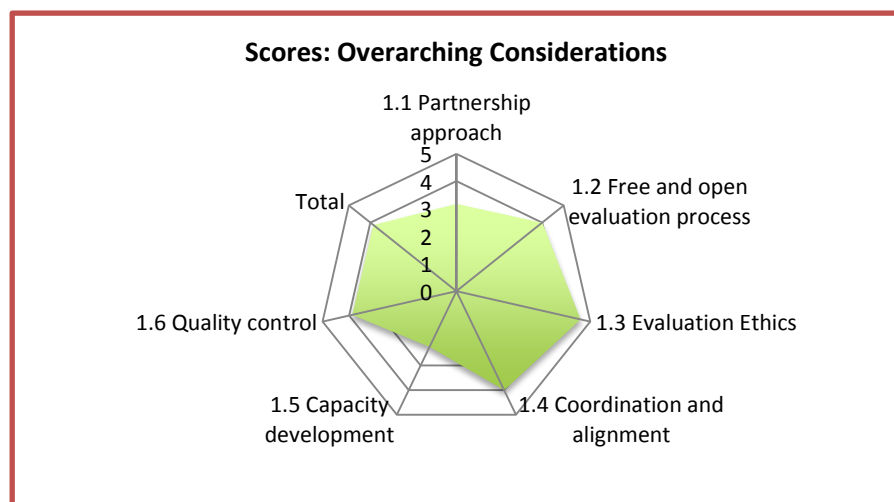 Scores: Overarching Considerations
1.1 Partnership
approach
5
4
3
2
1
0
1.2 Free and open
evaluation process
1.3 Evaluation Ethics
1.4 Coordination and
alignment
1.5 Capacity
development
1.6 Quality control
Total